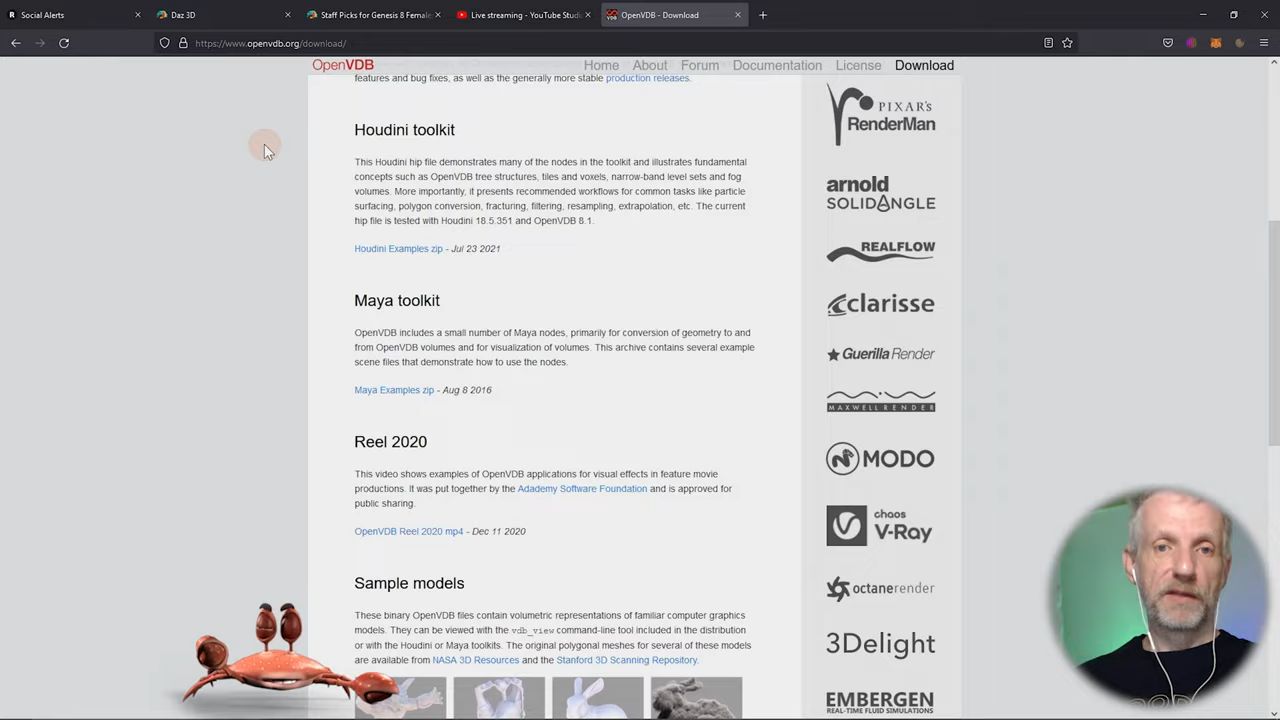 Social Alerts
Daz 3D
Staff Picks for Genesis 8 Female
Live streaming - YouTube Studio
OpenVDB - Download
https://www.openvdb.org/download/
OpenVDB
Home
About
Forum
Documentation
License
Download
features and bug fixes, as well as the generally more stable production releases.
Houdini toolkit
This Houdini hip file demonstrates many of the nodes in the toolkit and illustrates fundamental
concepts such as OpenVDB tree structures, tiles and voxels, narrow-band level sets and fog
volumes. More importantly, it presents recommended workflows for common tasks like particle
surfacing, polygon conversion, fracturing, filtering, resampling, extrapolation, etc. The current
hip file is tested with Houdini 18.5.351 and OpenVDB 8.1.
Houdini Examples zip - Jul 23 2021
Maya toolkit
OpenVDB includes a small number of Maya nodes, primarily for conversion of geometry to and
from OpenVDB volumes and for visualization of volumes. This archive contains several example
scene files that demonstrate how to use the nodes.
Maya Examples zip - Aug 8 2016
Reel 2020
This video shows examples of OpenVDB applications for visual effects in feature movie
productions. It was put together by the Adademy Software Foundation and is approved for
public sharing.
OpenVDB Reel 2020 mp4 - Dec 11 2020
Sample models
These binary OpenVDB files contain volumetric representations of familiar computer graphics
models. They can be viewed with the vdb_view command-line tool included in the distribution
or with the Houdini or Maya toolkits. The original polygonal meshes for several of these models
are available from NASA 3D Resources and the Stanford 3D Scanning Repository.
PIXAR'S
RenderMan
arnold
SOLIDANGLE
REALFLOW
clarisse
Guerilla Render
MAXWELL RENDER
MODO
chaos
V-Ray
octanerender
3Delight
EMBERGEN
REAL-TIME FLUID SIMULATIONS